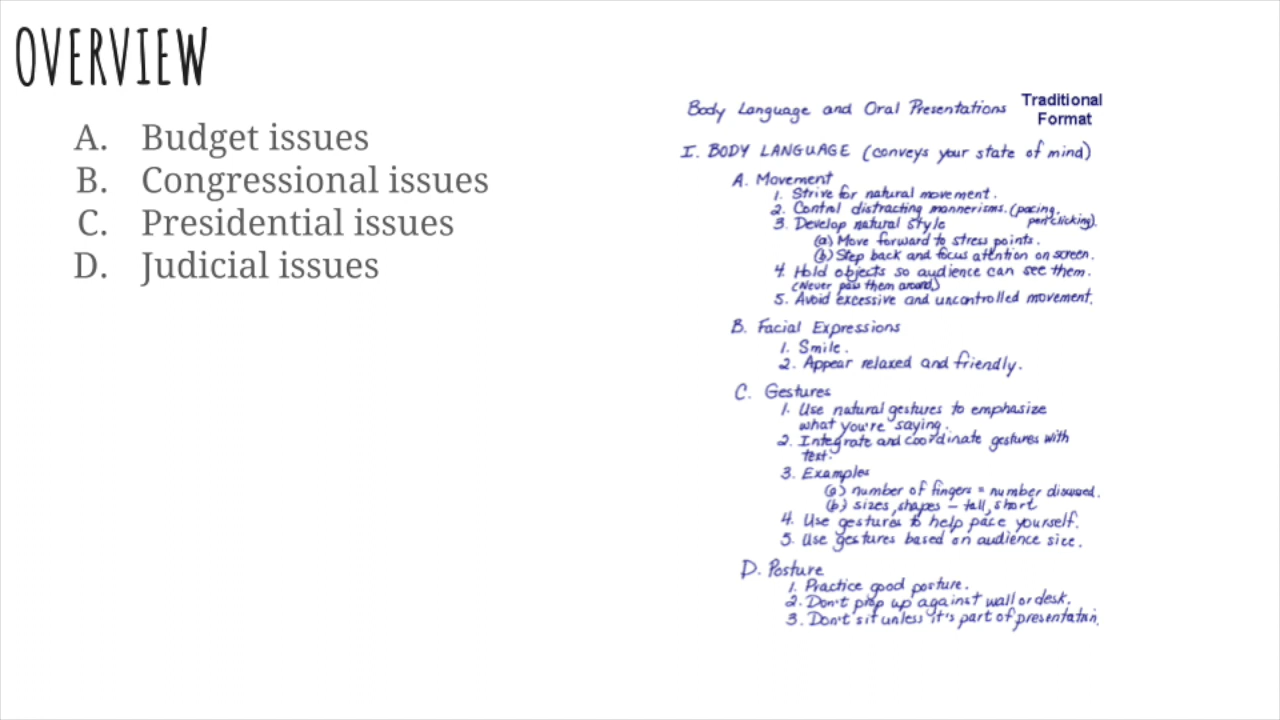 OVERVIEW
A. Budget issues
B. Congressional issues
C. Presidential issues
D. Judicial issues
Body Language and Oral Presentations
Traditional
Format
I. BODY LANGUAGE (conveys your state of mind)
A. Movement
1. Strive for natural movement.
2. Control distracting mannerisms. (pacing,
pen clicking).
3. Develop natural style
(a) Move forward to stress points.
(b) Step back and focus attention on screen.
4. Hold objects so audience can see them.
(Never pass them around)
5. Avoid excessive and uncontrolled movement.
B. Facial Expressions
1. Smile.
2. Appear relaxed and friendly.
C. Gestures
1. Use natural gestures to emphasize
what you're saying.
2. Integrate and coordinate gestures with
text.
3. Examples
(a) number of fingers = number discussed.
(b) sizes, shapes – tall, short
4. Use gestures to help pace yourself.
5. Use gestures based on audience size.
D. Posture
1. Practice good posture.
2. Don't prop up against wall or desk.
3. Don't sit unless it's part of presentation.